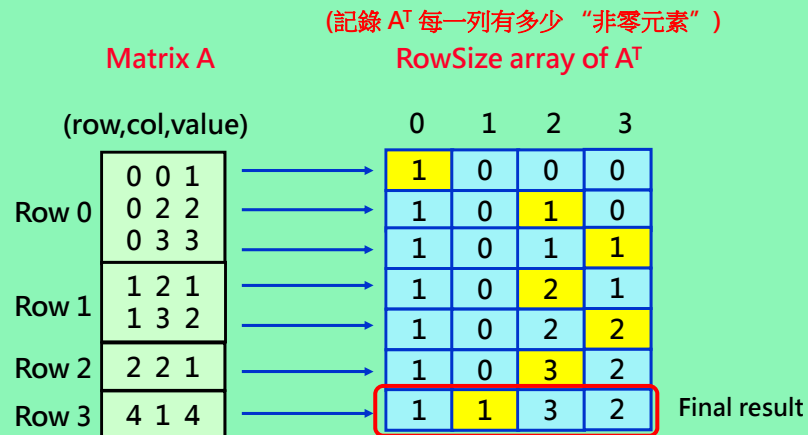 (記錄 Aᵀ 每一列有多少 “非零元素” )
Matrix A RowSize array of Aᵀ
(row,col,value) 0 1 2 3
0 0 1 1 0 0 0
Row 0 0 2 2 1 0 1 0
0 3 3 1 0 1 1
Row 1 1 2 1 1 0 2 1
1 3 2 1 0 2 2
Row 2 2 2 1 1 0 3 2
Row 3 4 1 4 1 1 3 2 Final result